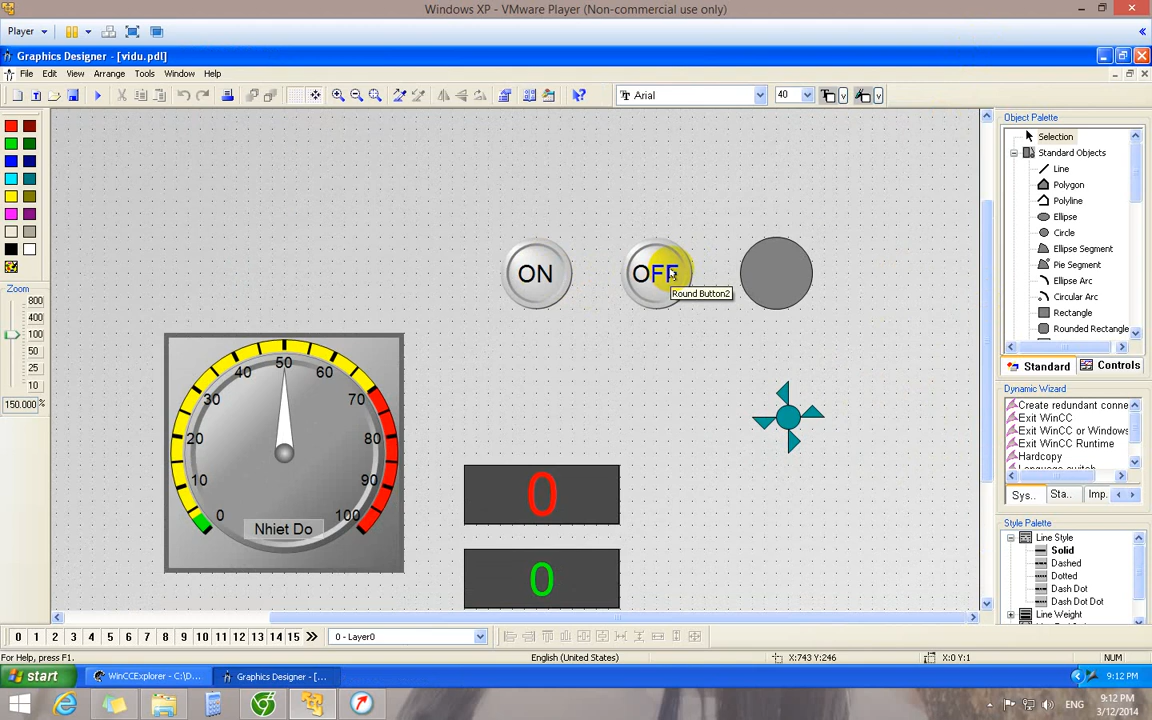 Windows XP - VMware Player (Non-commercial use only)
Player
Graphics Designer - [vidu.pdl]
File Edit View Arrange Tools Window Help
Arial 40
Object Palette
Selection
Standard Objects
Line
Polygon
Polyline
Ellipse
Circle
Ellipse Segment
Pie Segment
Ellipse Arc
Circular Arc
Rectangle
Rounded Rectangle
Standard Controls
Dynamic Wizard
Create redundant conne
Exit WinCC
Exit WinCC or Windows
Exit WinCC Runtime
Hardcopy
Sys.. Sta.. Imp.
Style Palette
Line Style
Solid
Dashed
Dotted
Dash Dot
Dash Dot Dot
Line Weight
Zoom
800
400
100
50
25
10
150.000 %
ON
OFF
Round Button2
0 10 20 30 40 50 60 70 80 90 100
Nhiet Do
0
0
0 1 2 3 4 5 6 7 8 9 10 11 12 13 14 15
0 - Layer0
For Help, press F1.
English (United States)
X:743 Y:246
X:0 Y:1
NUM
start
WinCCExplorer - C:\D...
Graphics Designer - [...
9:12 PM
ENG
9:12 PM
3/12/2014